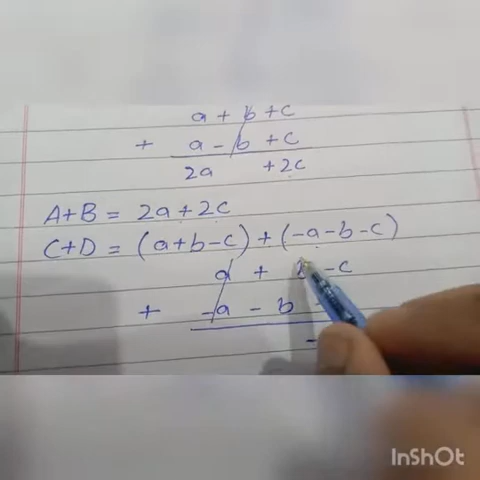 a + b + c
+ a - b + c
2a + 2c
A+B = 2a + 2c
C+D = (a+b-c) + (-a-b-c)
a + - c
+ -a - b
-
InShOt